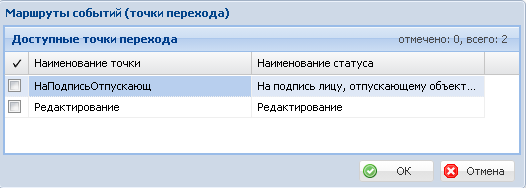 Маршруты событий (точки перехода)
Доступные точки перехода отмечено: 0, всего: 2
Наименование точки Наименование статуса
НаПодписьОтпускающ На подпись лицу, отпускающему объект...
Редактирование Редактирование
ОК Отмена